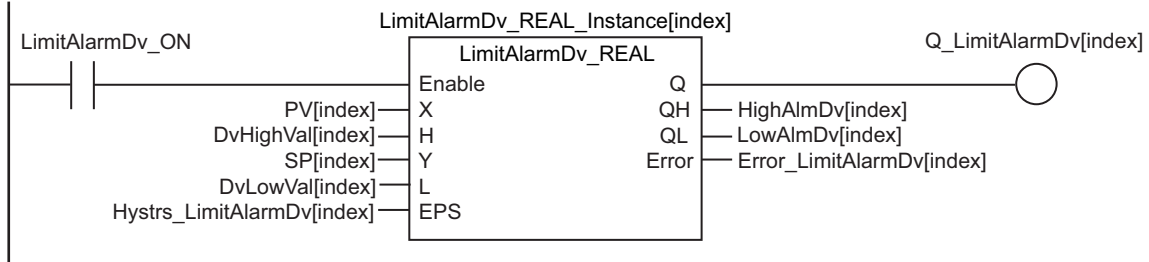 LimitAlarmDv_REAL_Instance[index]
LimitAlarmDv_ON
LimitAlarmDv_REAL
Q_LimitAlarmDv[index]
Enable Q
PV[index] X QH HighAlmDv[index]
DvHighVal[index] H QL LowAlmDv[index]
SP[index] Y Error Error_LimitAlarmDv[index]
DvLowVal[index] L
Hystrs_LimitAlarmDv[index] EPS